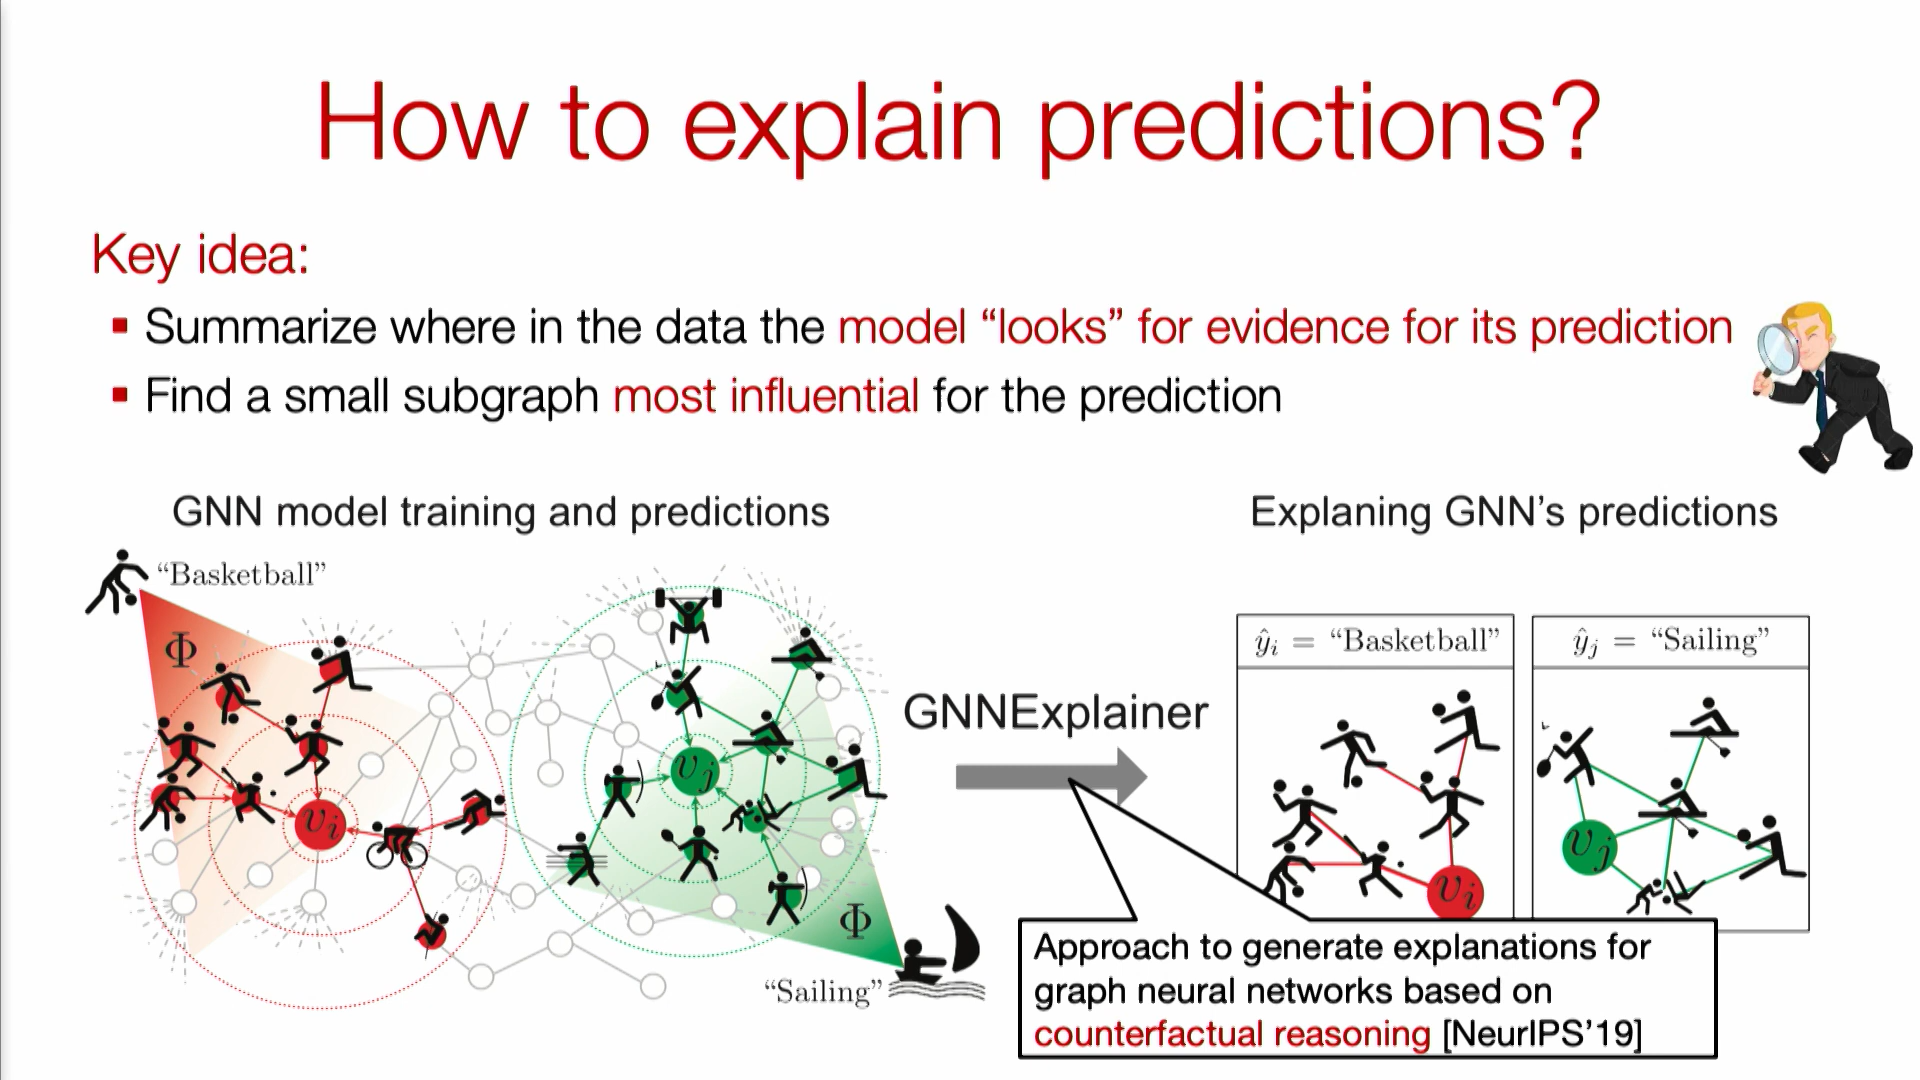 How to explain predictions?
Key idea:
Summarize where in the data the model “looks” for evidence for its prediction
Find a small subgraph most influential for the prediction
GNN model training and predictions
Explaning GNN’s predictions
“Basketball”
Φ
v_i
v_j
Φ
“Sailing”
GNNExplainer
ŷ_i = “Basketball”
ŷ_j = “Sailing”
v_i
v_j
Approach to generate explanations for
graph neural networks based on
counterfactual reasoning [NeurIPS’19]